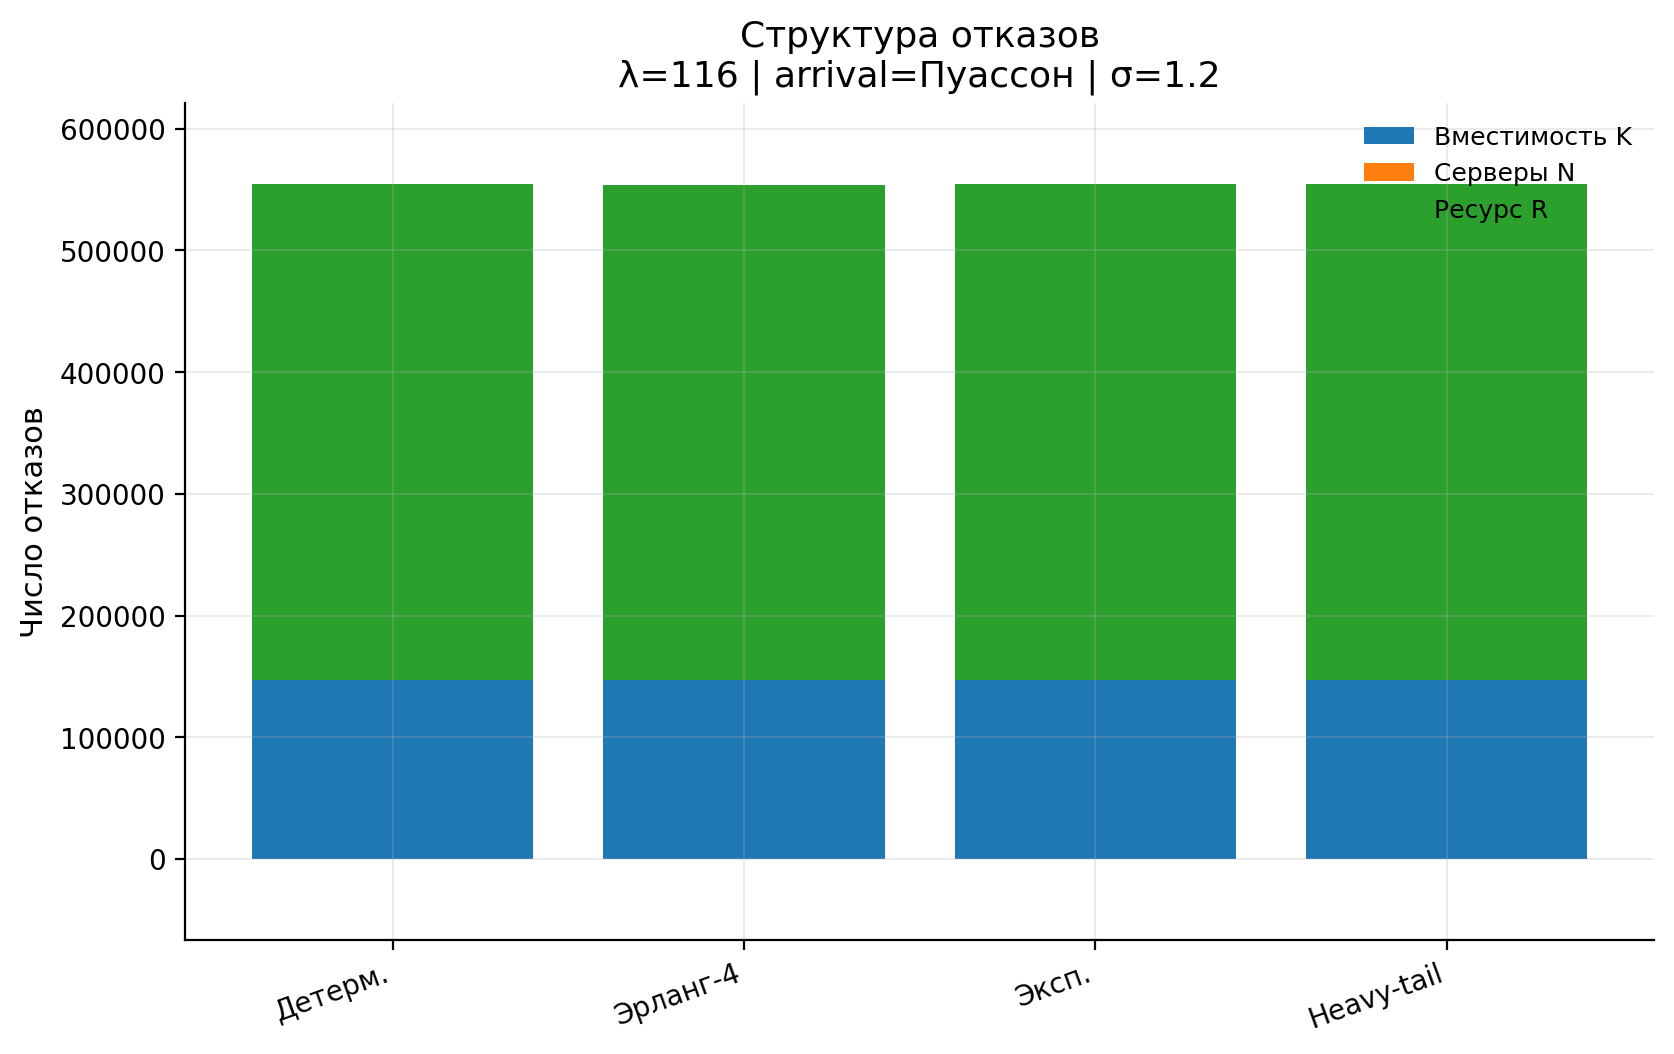 Структура отказов
λ=116 | arrival=Пуассон | σ=1.2
Число отказов
600000
500000
400000
300000
200000
100000
0
Вместимость K
Серверы N
Ресурс R
Детерм.
Эрланг-4
Эксп.
Heavy-tail